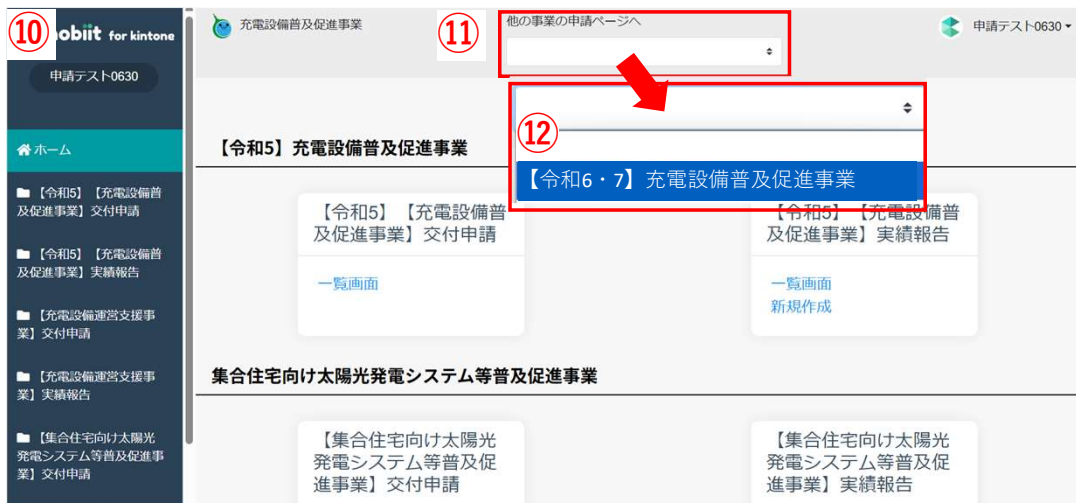 ⑩
obiit for kintone
申請テスト0630
ホーム
【令和5】【充電設備普
及促進事業】交付申請
【令和5】【充電設備普
及促進事業】実績報告
【充電設備運営支援事
業】交付申請
【充電設備運営支援事
業】実績報告
【集合住宅向け太陽光
発電システム等普及促進事
業】交付申請
充電設備普及促進事業
⑪
他の事業の申請ページへ
申請テスト0630
⑫
【令和6・7】充電設備普及促進事業
【令和5】充電設備普及促進事業
【令和5】【充電設備普
及促進事業】交付申請
一覧画面
【令和5】【充電設備普
及促進事業】実績報告
一覧画面
新規作成
集合住宅向け太陽光発電システム等普及促進事業
【集合住宅向け太陽光
発電システム等普及促
進事業】交付申請
【集合住宅向け太陽光
発電システム等普及促
進事業】実績報告